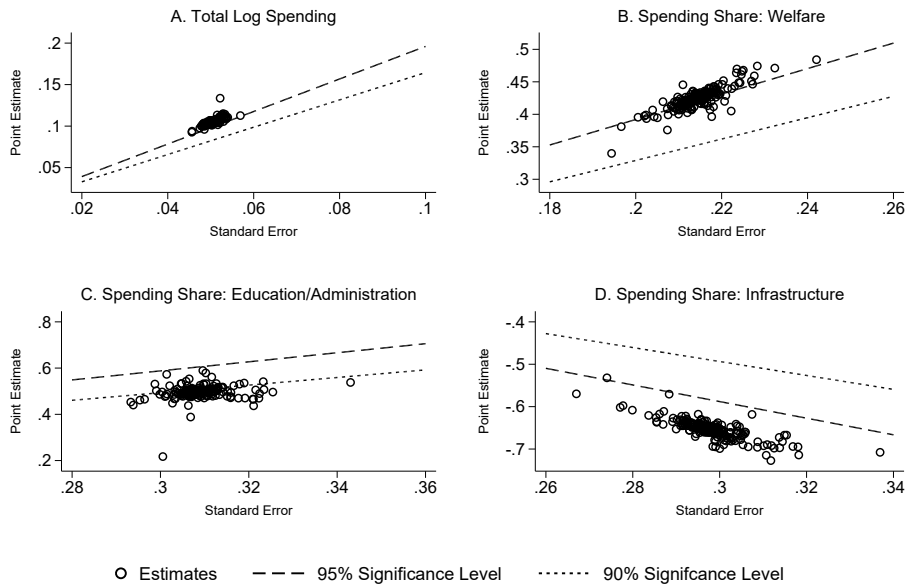 A. Total Log Spending
Point Estimate
.2
.15
.1
.05
.02 .04 .06 .08 .1
Standard Error
B. Spending Share: Welfare
Point Estimate
.5
.45
.4
.35
.3
.18 .2 .22 .24 .26
Standard Error
C. Spending Share: Education/Administration
Point Estimate
.8
.6
.4
.2
.28 .3 .32 .34 .36
Standard Error
D. Spending Share: Infrastructure
Point Estimate
-.4
-.5
-.6
-.7
.26 .28 .3 .32 .34
Standard Error
Estimates 95% Significance Level 90% Significance Level